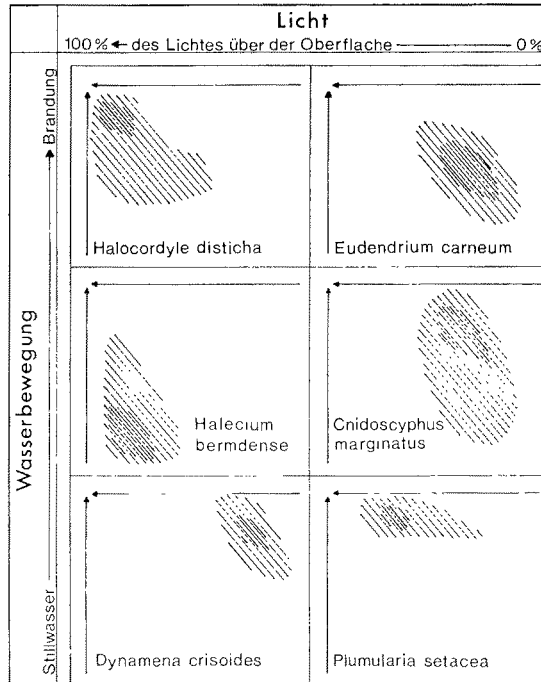 Licht
100% ← des Lichtes über der Oberflache 0%
Wasserbewegung
Stillwasser → Brandung
Halocordyle disticha
Eudendrium carneum
Halecium
bermdense
Cnidoscyphus
marginatus
Dynamena crisoides
Plumularia setacea